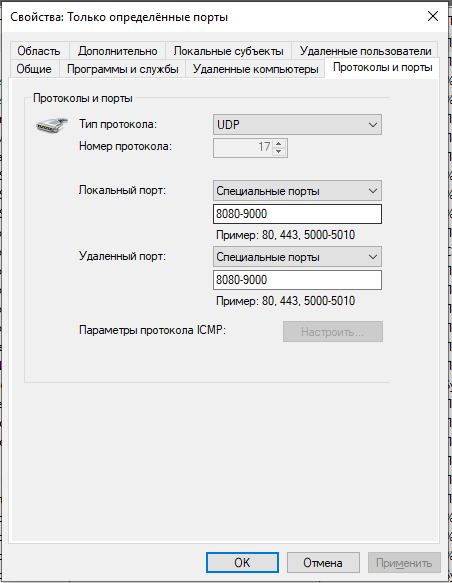 Свойства: Только определённые порты
Область Дополнительно Локальные субъекты Удаленные пользователи
Общие Программы и службы Удаленные компьютеры Протоколы и порты
Протоколы и порты
Тип протокола: UDP
Номер протокола: 17
Локальный порт: Специальные порты
8080-9000
Пример: 80, 443, 5000-5010
Удаленный порт: Специальные порты
8080-9000
Пример: 80, 443, 5000-5010
Параметры протокола ICMP: Настроить...
OK Отмена Применить